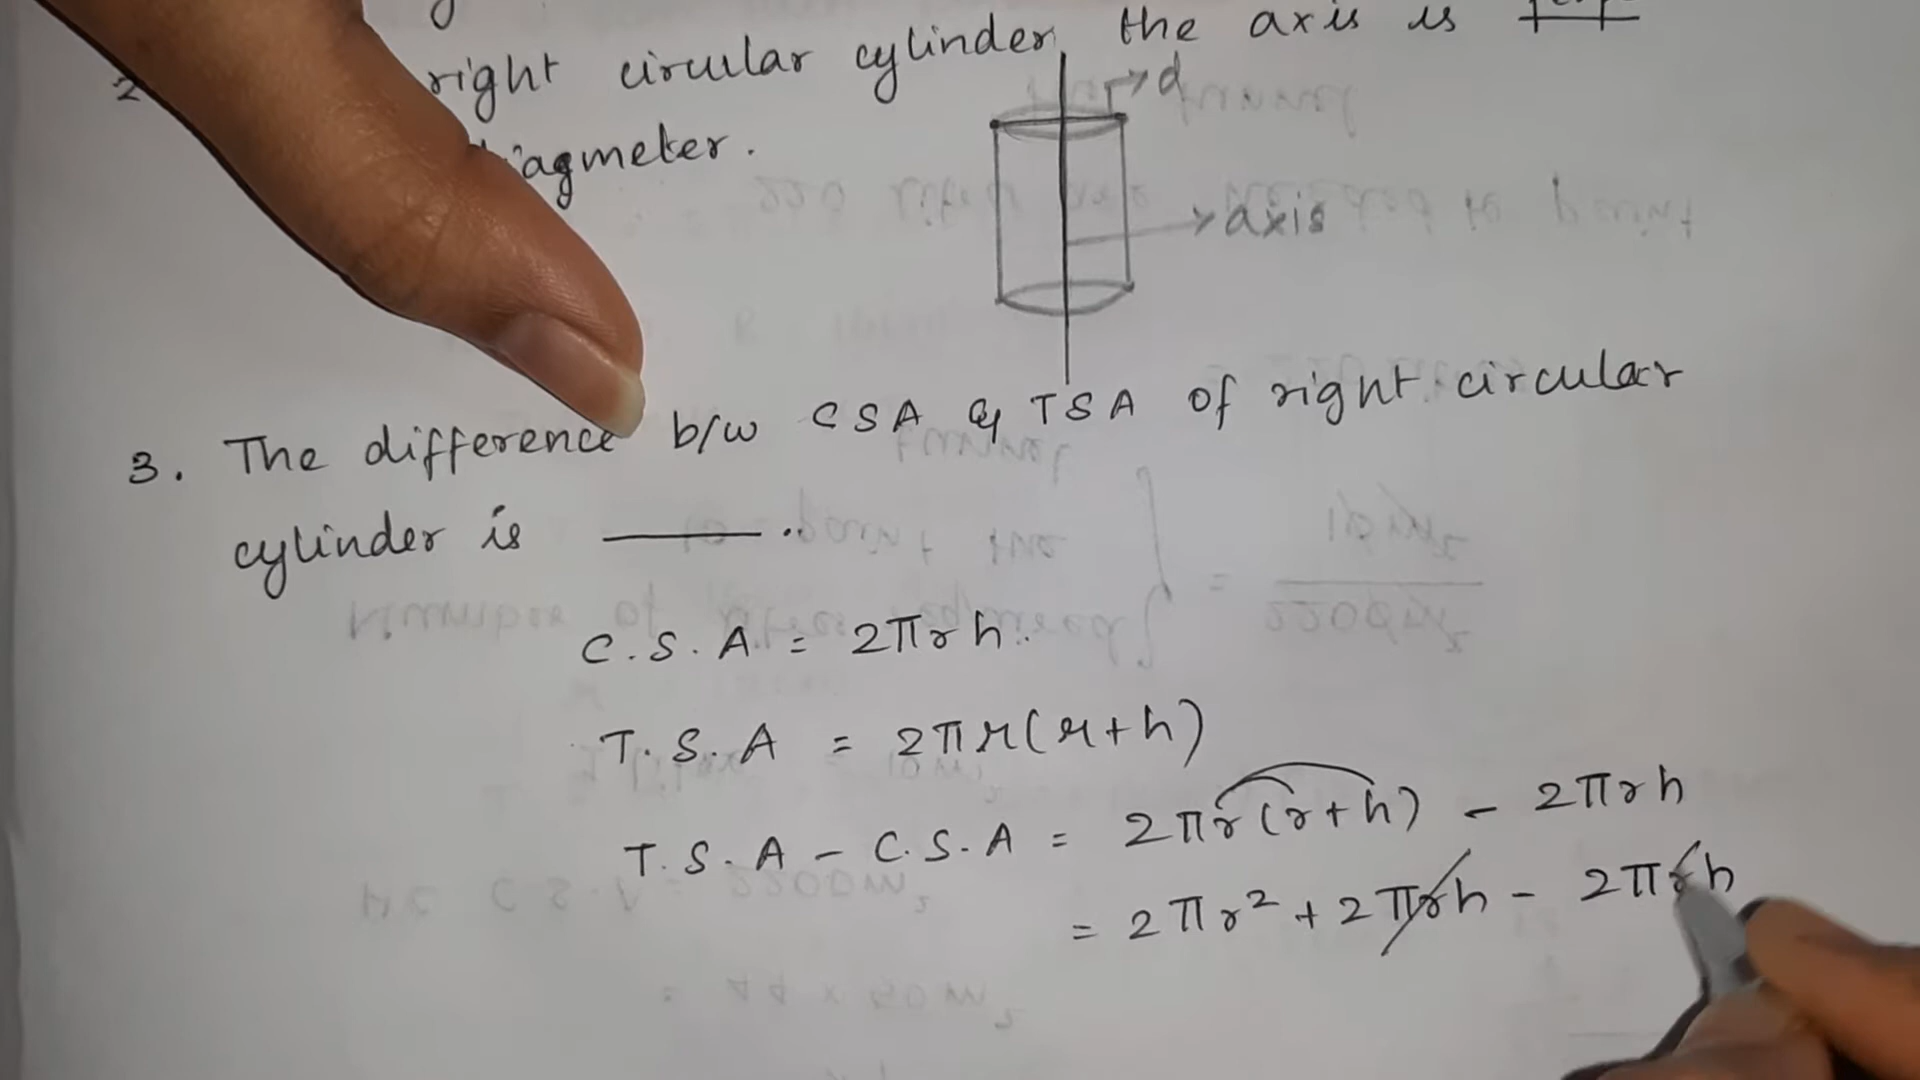 right circular cylinder the axis is
2
agmeter.
d
axis
3. The difference b/w CSA & TSA of right circular
cylinder is ——— .
C.S.A. = 2πrh.
T.S.A = 2πr(r+h)
T.S.A - C.S.A = 2πr(r+h) - 2πrh
= 2πr² + 2πrh - 2πrh